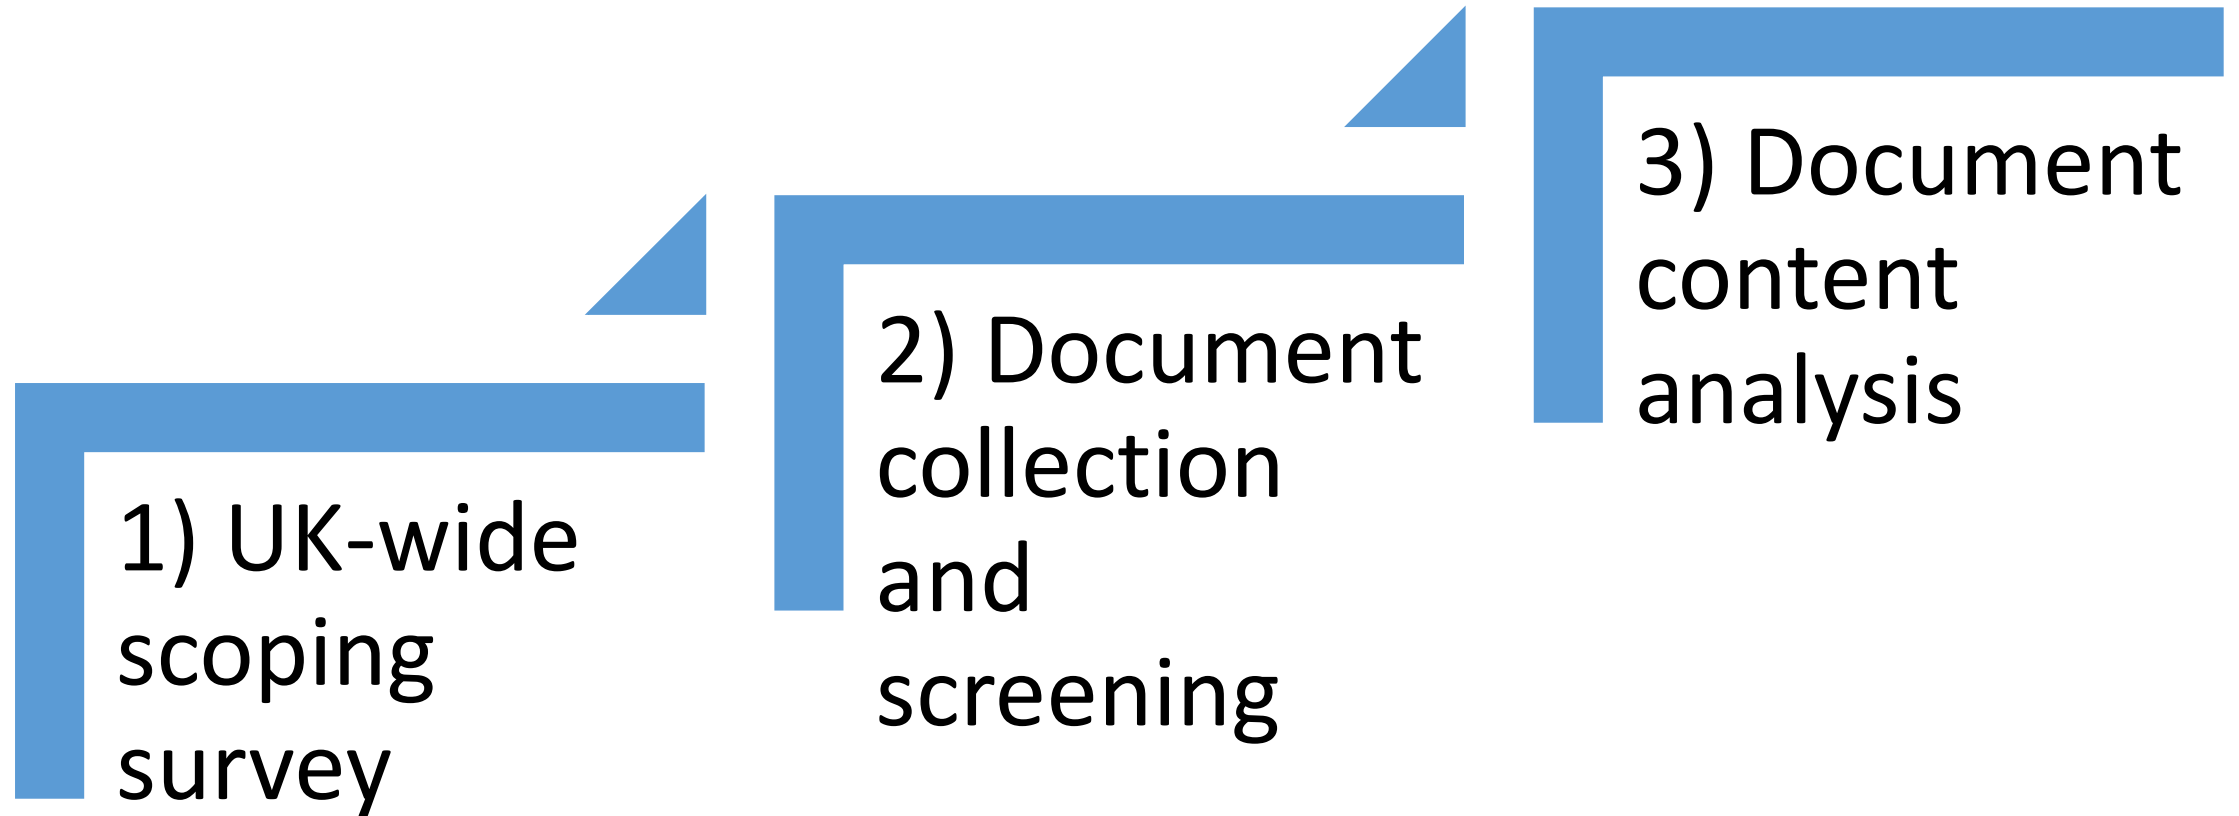 1) UK-wide
scoping
survey
2) Document
collection
and
screening
3) Document
content
analysis